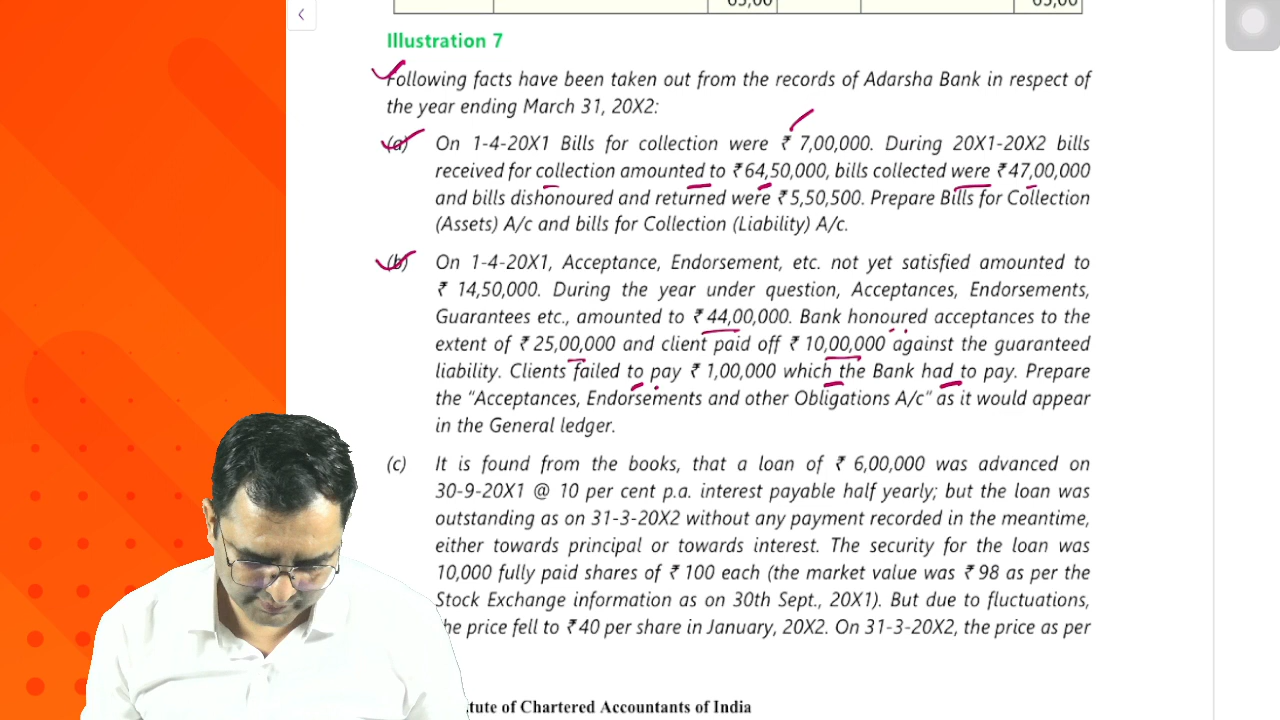 65,00 65,00
Illustration 7
Following facts have been taken out from the records of Adarsha Bank in respect of
the year ending March 31, 20X2:
(a) On 1-4-20X1 Bills for collection were ₹ 7,00,000. During 20X1-20X2 bills
received for collection amounted to ₹64,50,000, bills collected were ₹47,00,000
and bills dishonoured and returned were ₹5,50,500. Prepare Bills for Collection
(Assets) A/c and bills for Collection (Liability) A/c.
(b) On 1-4-20X1, Acceptance, Endorsement, etc. not yet satisfied amounted to
₹ 14,50,000. During the year under question, Acceptances, Endorsements,
Guarantees etc., amounted to ₹ 44,00,000. Bank honoured acceptances to the
extent of ₹ 25,00,000 and client paid off ₹ 10,00,000 against the guaranteed
liability. Clients failed to pay ₹ 1,00,000 which the Bank had to pay. Prepare
the "Acceptances, Endorsements and other Obligations A/c" as it would appear
in the General ledger.
(c) It is found from the books, that a loan of ₹ 6,00,000 was advanced on
30-9-20X1 @ 10 per cent p.a. interest payable half yearly; but the loan was
outstanding as on 31-3-20X2 without any payment recorded in the meantime,
either towards principal or towards interest. The security for the loan was
10,000 fully paid shares of ₹ 100 each (the market value was ₹ 98 as per the
Stock Exchange information as on 30th Sept., 20X1). But due to fluctuations,
he price fell to ₹ 40 per share in January, 20X2. On 31-3-20X2, the price as per
tute of Chartered Accountants of India